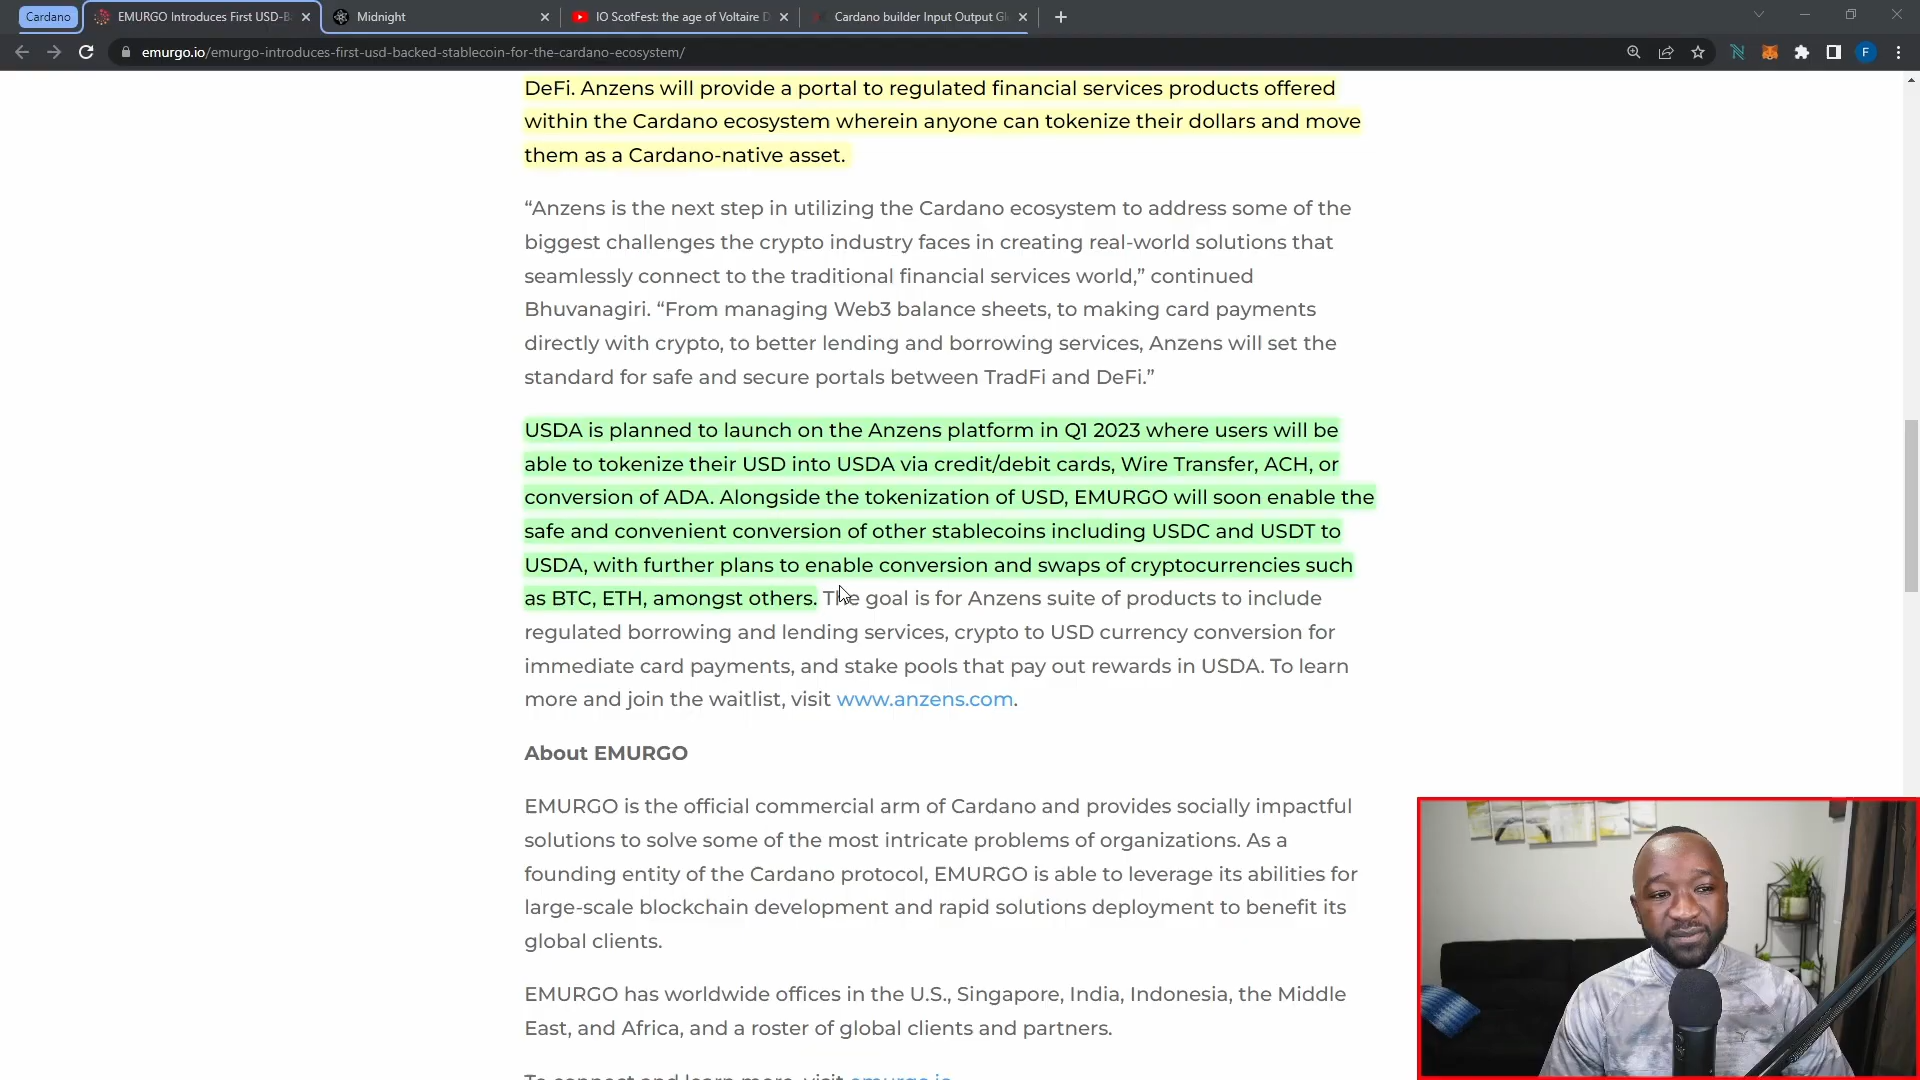 Cardano
EMURGO Introduces First USD-B
Midnight
IO ScotFest: the age of Voltaire D
Cardano builder Input Output Gl
emurgo.io/emurgo-introduces-first-usd-backed-stablecoin-for-the-cardano-ecosystem/
F
DeFi. Anzens will provide a portal to regulated financial services products offered
within the Cardano ecosystem wherein anyone can tokenize their dollars and move
them as a Cardano-native asset.
“Anzens is the next step in utilizing the Cardano ecosystem to address some of the
biggest challenges the crypto industry faces in creating real-world solutions that
seamlessly connect to the traditional financial services world,” continued
Bhuvanagiri. “From managing Web3 balance sheets, to making card payments
directly with crypto, to better lending and borrowing services, Anzens will set the
standard for safe and secure portals between TradFi and DeFi.”
USDA is planned to launch on the Anzens platform in Q1 2023 where users will be
able to tokenize their USD into USDA via credit/debit cards, Wire Transfer, ACH, or
conversion of ADA. Alongside the tokenization of USD, EMURGO will soon enable the
safe and convenient conversion of other stablecoins including USDC and USDT to
USDA, with further plans to enable conversion and swaps of cryptocurrencies such
as BTC, ETH, amongst others. The goal is for Anzens suite of products to include
regulated borrowing and lending services, crypto to USD currency conversion for
immediate card payments, and stake pools that pay out rewards in USDA. To learn
more and join the waitlist, visit www.anzens.com.
About EMURGO
EMURGO is the official commercial arm of Cardano and provides socially impactful
solutions to solve some of the most intricate problems of organizations. As a
founding entity of the Cardano protocol, EMURGO is able to leverage its abilities for
large-scale blockchain development and rapid solutions deployment to benefit its
global clients.
EMURGO has worldwide offices in the U.S., Singapore, India, Indonesia, the Middle
East, and Africa, and a roster of global clients and partners.
To connect and learn more, visit emurgo.io